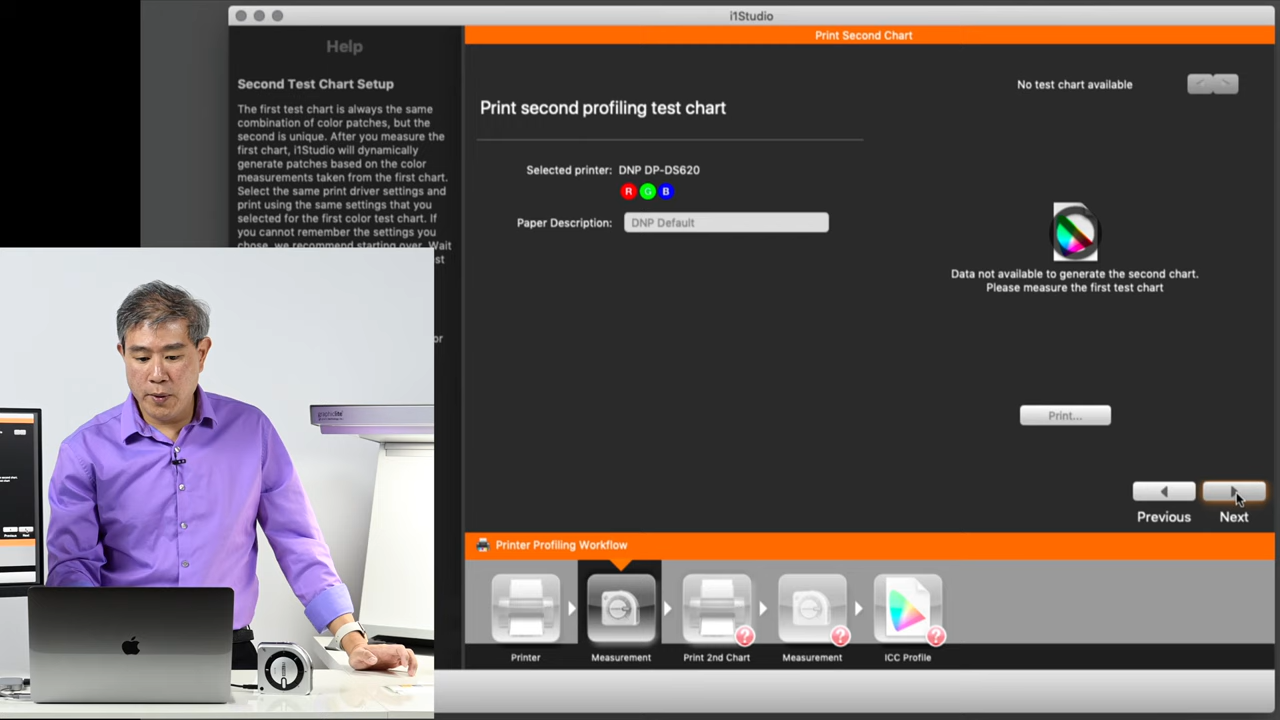 i1Studio
Help
Print Second Chart
Second Test Chart Setup
The first test chart is always the same
combination of color patches, but the
second is unique. After you measure the
first chart, i1Studio will dynamically
generate patches based on the color
measurements taken from the first chart.
Select the same print driver settings and
print using the same settings that you
selected for the first color test chart. If
you cannot remember the settings you
chose, we recommend starting over. Wait
No test chart available
Print second profiling test chart
Selected printer: DNP DP-DS620
R G B
Paper Description: DNP Default
Data not available to generate the second chart.
Please measure the first test chart
Print...
Previous
Next
Printer Profiling Workflow
Printer
Measurement
Print 2nd Chart
Measurement
ICC Profile
? ? ?
graphiclite
Previous Next